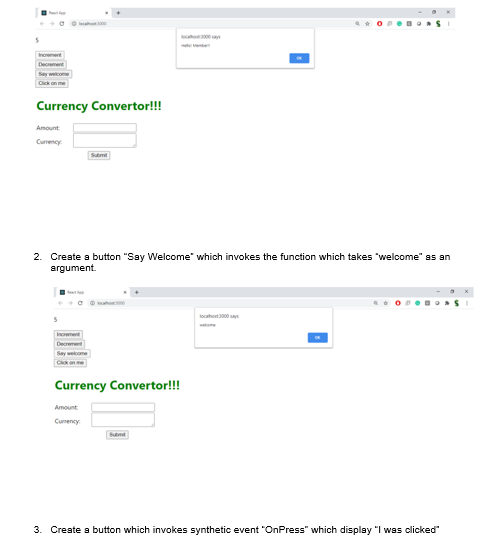 React App
localhost:3000
localhost:3000 says
Hello! Member!
OK
5
Increment
Decrement
Say welcome
Click on me
Currency Convertor!!!
Amount:
Currency:
Submit
2. Create a button “Say Welcome” which invokes the function which takes “welcome” as an
argument.
React App
localhost:3000
localhost:3000 says
welcome
OK
5
Increment
Decrement
Say welcome
Click on me
Currency Convertor!!!
Amount:
Currency:
Submit
3. Create a button which invokes synthetic event “OnPress” which display “I was clicked”